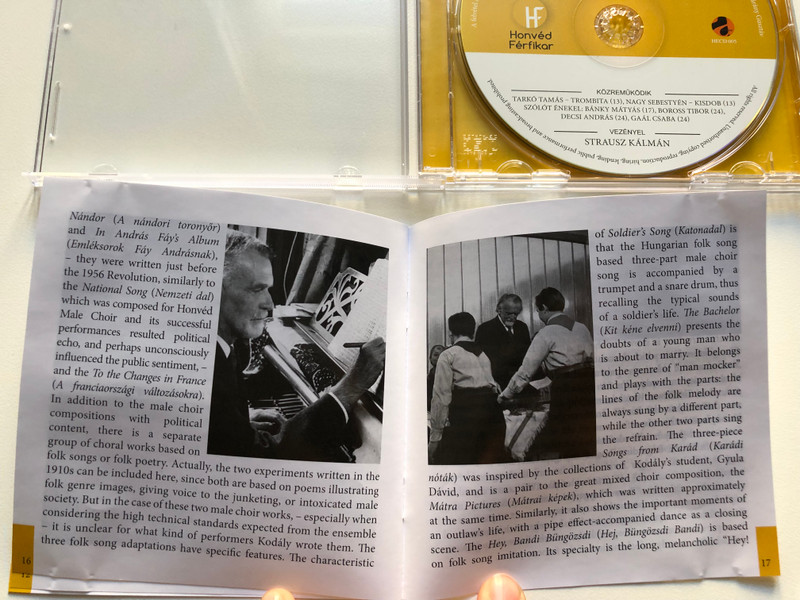 HF
Honvéd
Férfikar
HECD 005
KÖZREMŰKÖDIK
TARKÓ TAMÁS – TROMBITA (13), NAGY SEBESTYÉN – KISDOB (13)
SZÓLÓT ÉNEKEL: BÁNKY MÁTYÁS (17), BOROSS TIBOR (24),
DECSI ANDRÁS (24), GAÁL CSABA (24)
VEZÉNYEL
STRAUSZ KÁLMÁN
All rights reserved. Unauthorised copying, reproduction, hiring, lending, public performance and broadcasting prohibited
Nándor (A nándori toronyőr)
and In András Fáy's Album
(Emléksorok Fáy Andrásnak),
– they were written just before
the 1956 Revolution, similarly to
the National Song (Nemzeti dal)
which was composed for Honvéd
Male Choir and its successful
performances resulted political
echo, and perhaps unconsciously
influenced the public sentiment, –
and the To the Changes in France
(A franciaországi változásokra).
In addition to the male choir
compositions with political
content, there is a separate
group of choral works based on
folk songs or folk poetry. Actually, the two experiments written in the
1910s can be included here, since both are based on poems illustrating
folk genre images, giving voice to the junketing, or intoxicated male
society. But in the case of these two male choir works, – especially when
considering the high technical standards expected from the ensemble
– it is unclear for what kind of performers Kodály wrote them. The
three folk song adaptations have specific features. The characteristic
16
12
of Soldier's Song (Katonadal) is
that the Hungarian folk song
based three-part male choir
song is accompanied by a
trumpet and a snare drum, thus
recalling the typical sounds
of a soldier's life. The Bachelor
(Kit kéne elvenni) presents the
doubts of a young man who
is about to marry. It belongs
to the genre of "man mocker"
and plays with the parts: the
lines of the folk melody are
always sung by a different part,
while the other two parts sing
the refrain. The three-piece
Songs from Karád (Karádi
nóták) was inspired by the collections of Kodály's student, Gyula
Dávid, and is a pair to the great mixed choir composition, the
Mátra Pictures (Mátrai képek), which was written approximately
at the same time. Similarly, it also shows the important moments of
an outlaw's life, with a pipe effect-accompanied dance as a closing
scene. The Hey, Bandi Büngözsdi (Hej, Büngözsdi Bandi) is based
on folk song imitation. Its specialty is the long, melancholic "Hey!
17